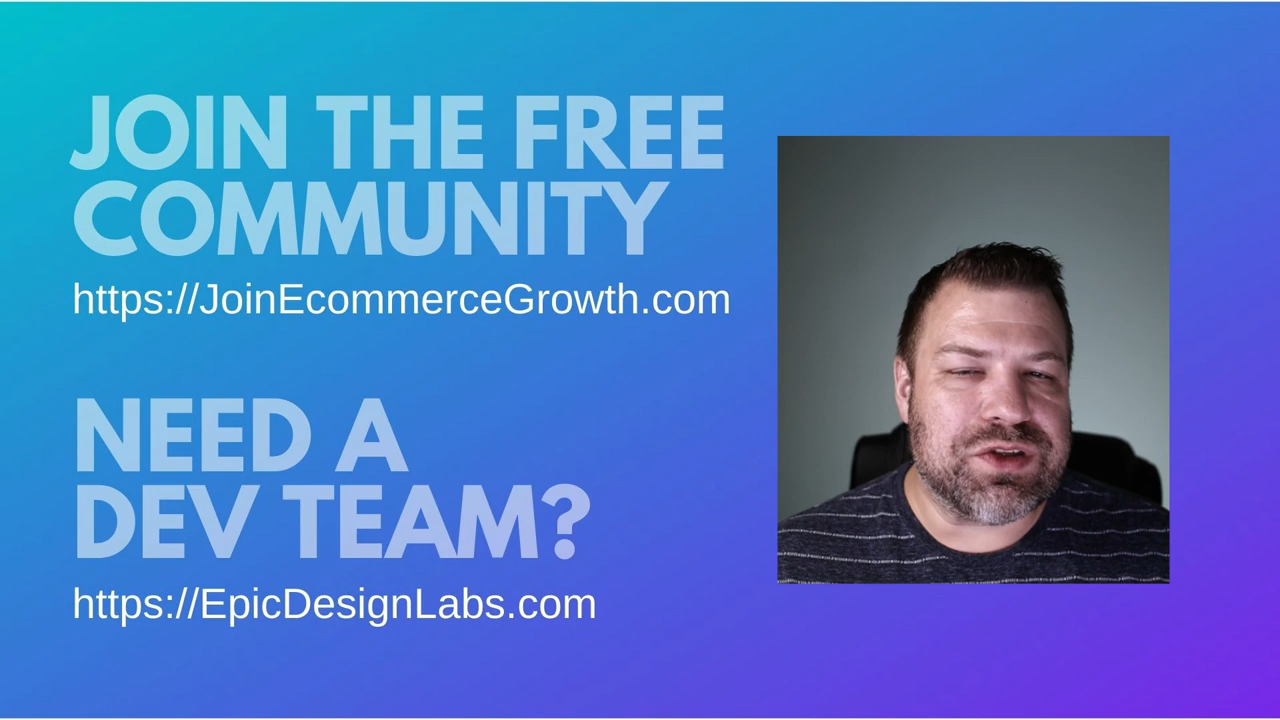 JOIN THE FREE
COMMUNITY
https://JoinEcommerceGrowth.com
NEED A
DEV TEAM?
https://EpicDesignLabs.com